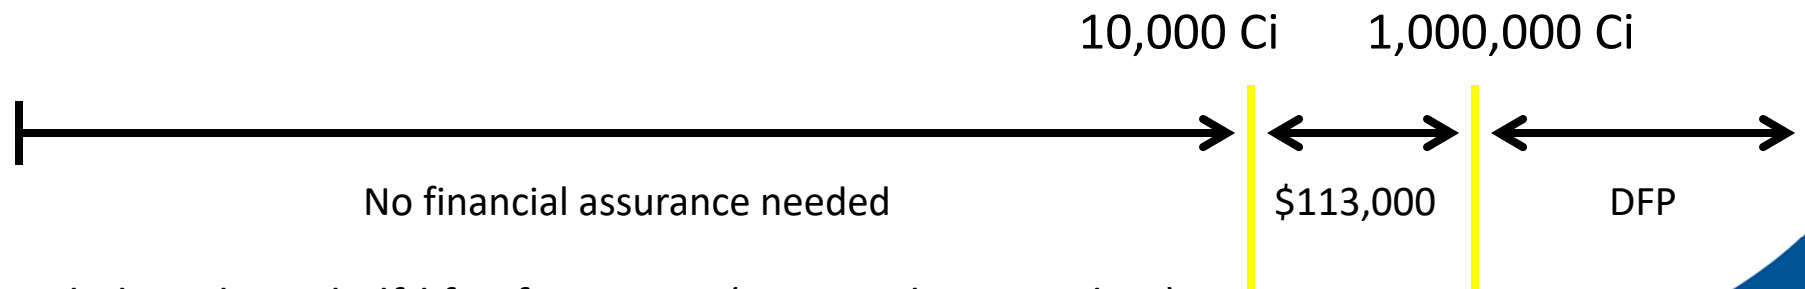 10,000 Ci 1,000,000 Ci
No financial assurance needed $113,000 DFP